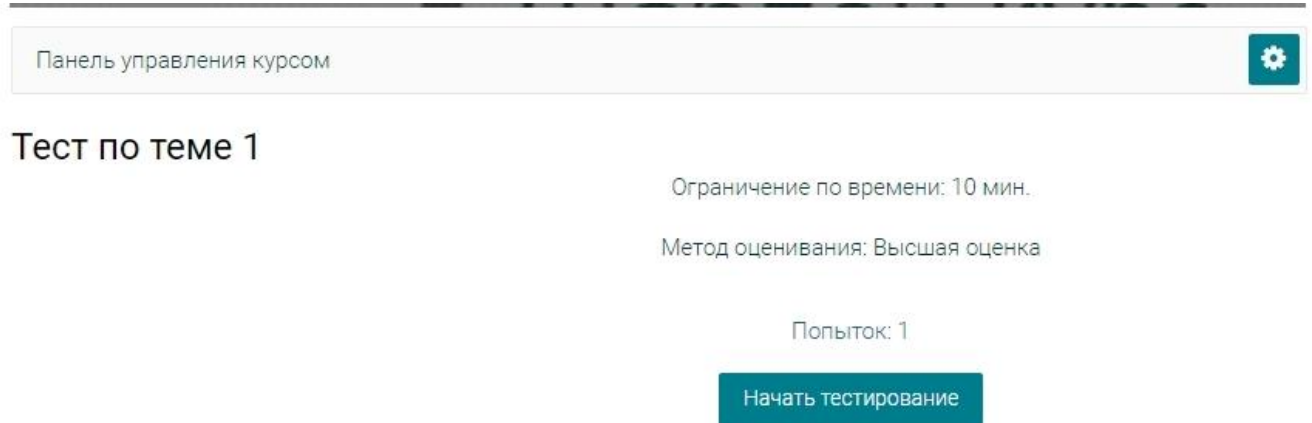 Панель управления курсом
Тест по теме 1
Ограничение по времени: 10 мин.
Метод оценивания: Высшая оценка
Попыток: 1
Начать тестирование